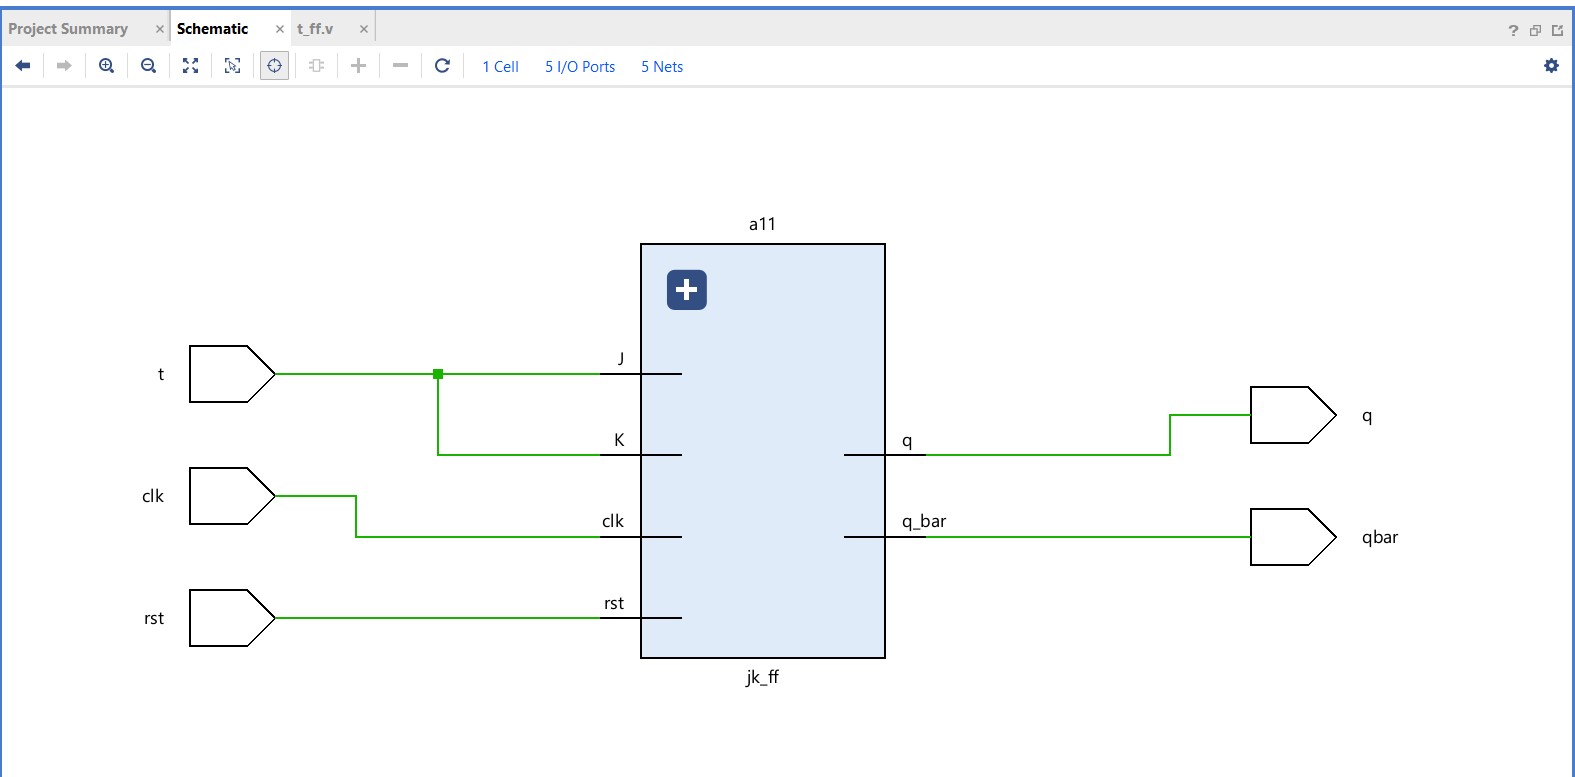 Project Summary × Schematic × t_ff.v ×
? 
1 Cell 5 I/O Ports 5 Nets
a11
J
t
K
q
q
clk
clk
q_bar
qbar
rst
rst
jk_ff